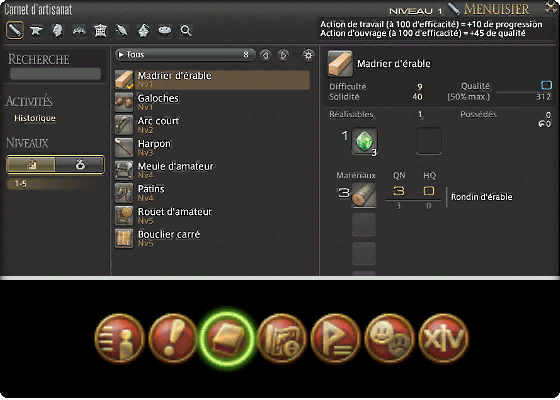 Carnet d'artisanat
NIVEAU 1 MENUISIER
Action de travail (à 100 d'efficacité) = +10 de progression
Action d'ouvrage (à 100 d'efficacité) = +45 de qualité
RECHERCHE
ACTIVITÉS
Historique
NIVEAUX
1-5
Tous 8
Madrier d'érable
Nv1
Galoches
Nv1
Arc court
Nv2
Harpon
Nv3
Meule d'amateur
Nv4
Patins
Nv4
Rouet d'amateur
Nv5
Bouclier carré
Nv5
Madrier d'érable
Difficulté 9 Qualité 0
Solidité 40 (50% max.) 312
Réalisables 1 Possédés 0
0
1 3
Matériaux QN HQ
3 3 0 Rondin d'érable
3 0
XIV